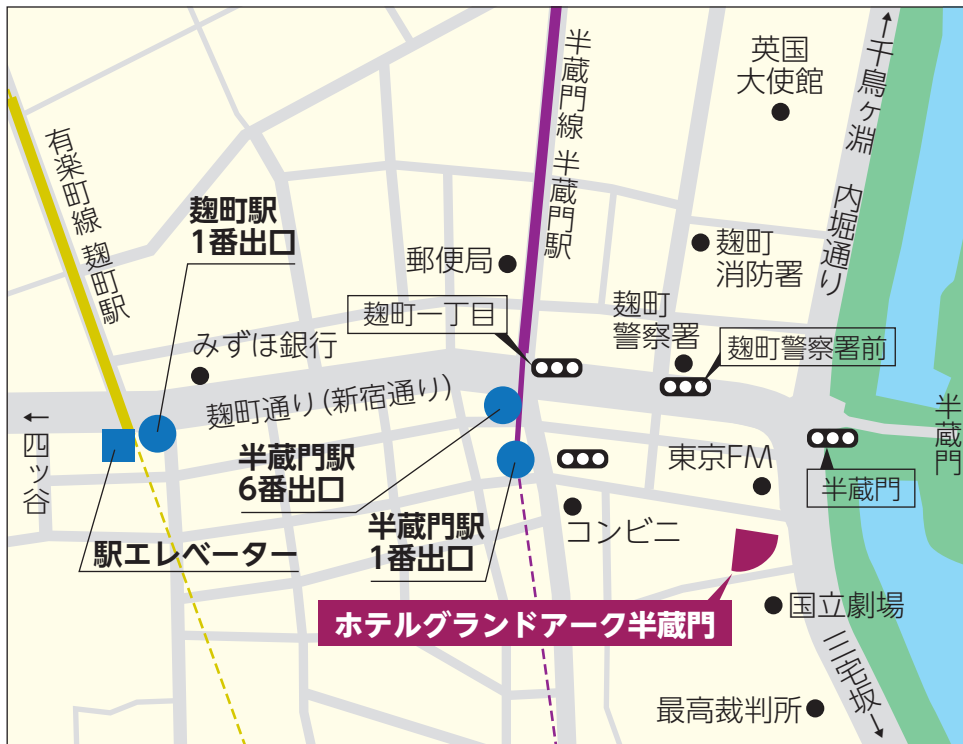 英国
大使館
←千鳥ヶ淵 内堀通り
半蔵門線 半蔵門駅
有楽町線 麹町駅
麹町駅
1番出口
郵便局
麹町
消防署
麹町一丁目
麹町
警察署
麹町警察署前
みずほ銀行
麹町通り(新宿通り)
←四ッ谷
半蔵門
半蔵門駅
6番出口
東京FM
半蔵門
半蔵門駅
1番出口
コンビニ
駅エレベーター
ホテルグランドアーク半蔵門
国立劇場
三宅坂→
最高裁判所